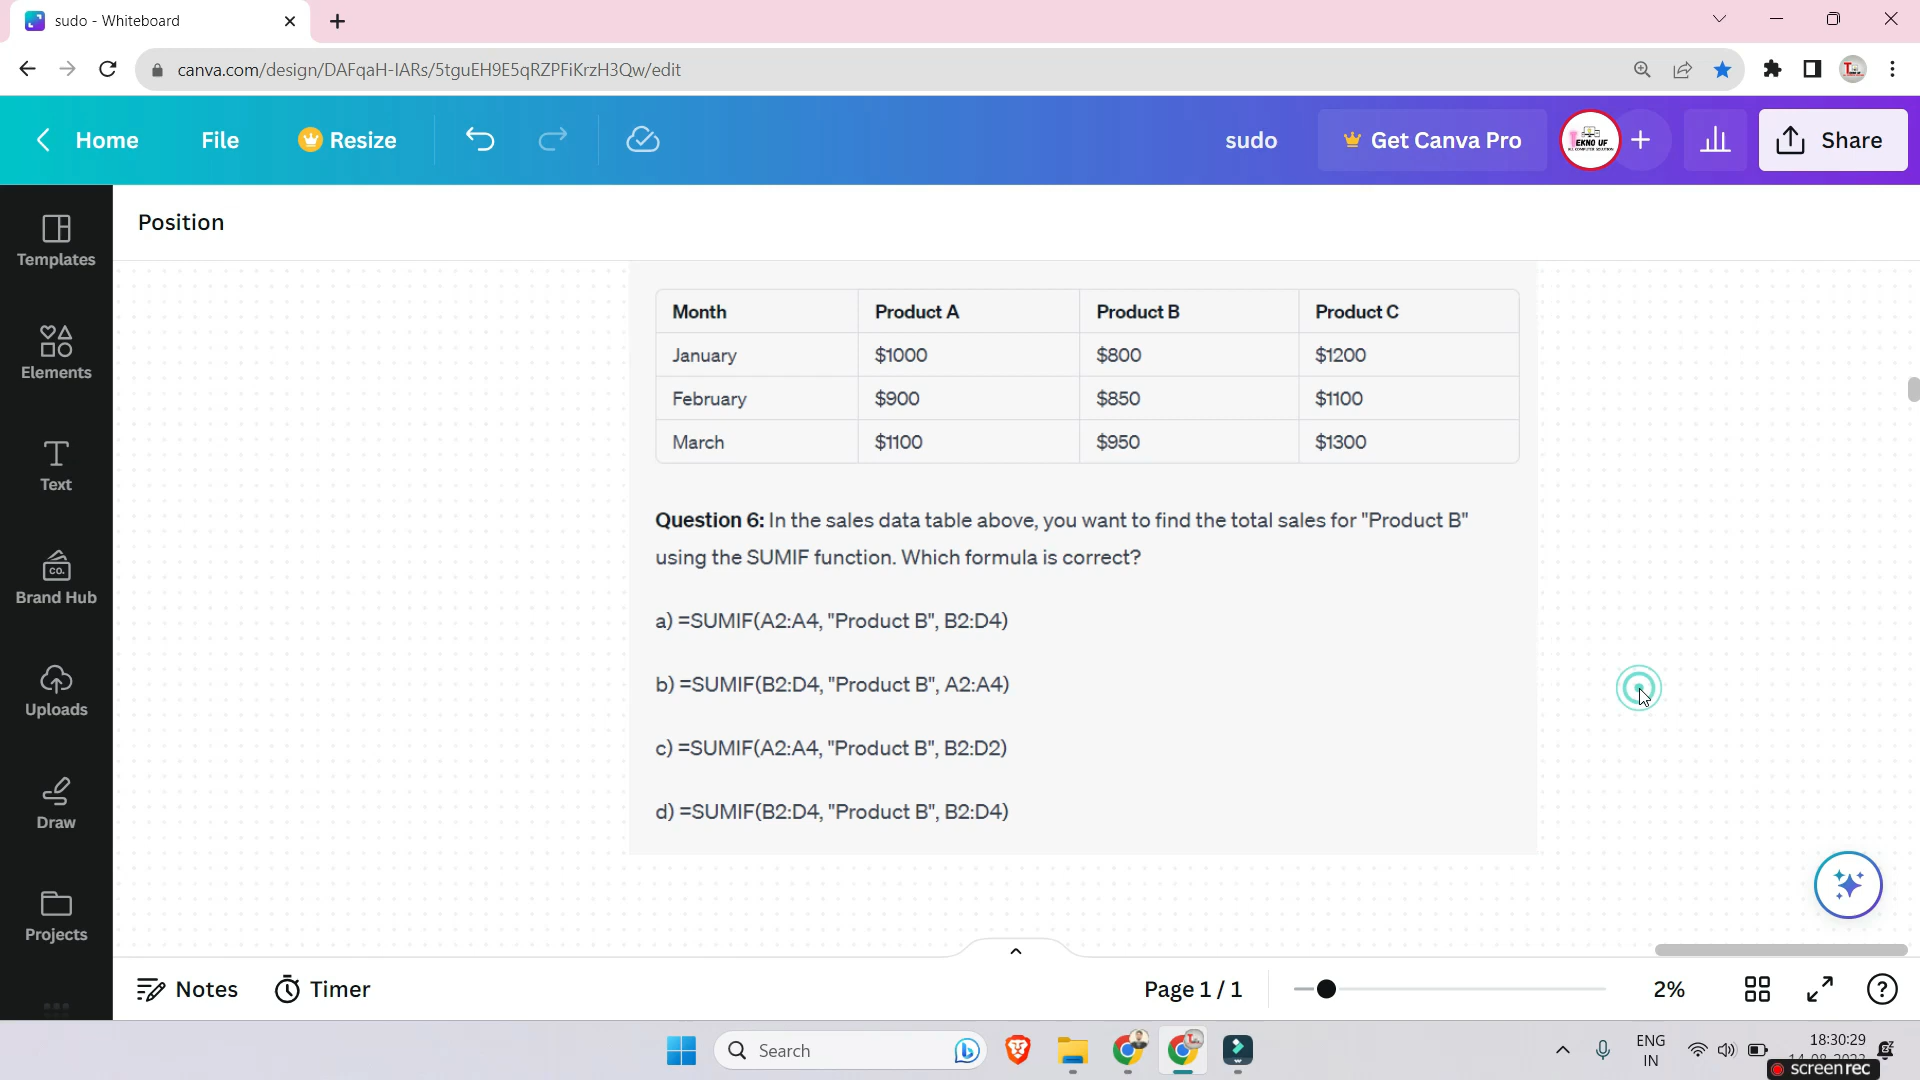 sudo - Whiteboard
canva.com/design/DAFqaH-IARs/5tguEH9E5qRZPFiKrzH3Qw/edit
Home File Resize sudo Get Canva Pro EKNO UF Share
Templates
Elements
Text
CO.
Brand Hub
Uploads
Draw
Projects
Position
Month Product A Product B Product C
January $1000 $800 $1200
February $900 $850 $1100
March $1100 $950 $1300
Question 6: In the sales data table above, you want to find the total sales for "Product B"
using the SUMIF function. Which formula is correct?
a) =SUMIF(A2:A4, "Product B", B2:D4)
b) =SUMIF(B2:D4, "Product B", A2:A4)
c) =SUMIF(A2:A4, "Product B", B2:D2)
d) =SUMIF(B2:D4, "Product B", B2:D4)
Notes Timer Page 1 / 1 2%
Search
ENG
IN
18:30:29
screenrec